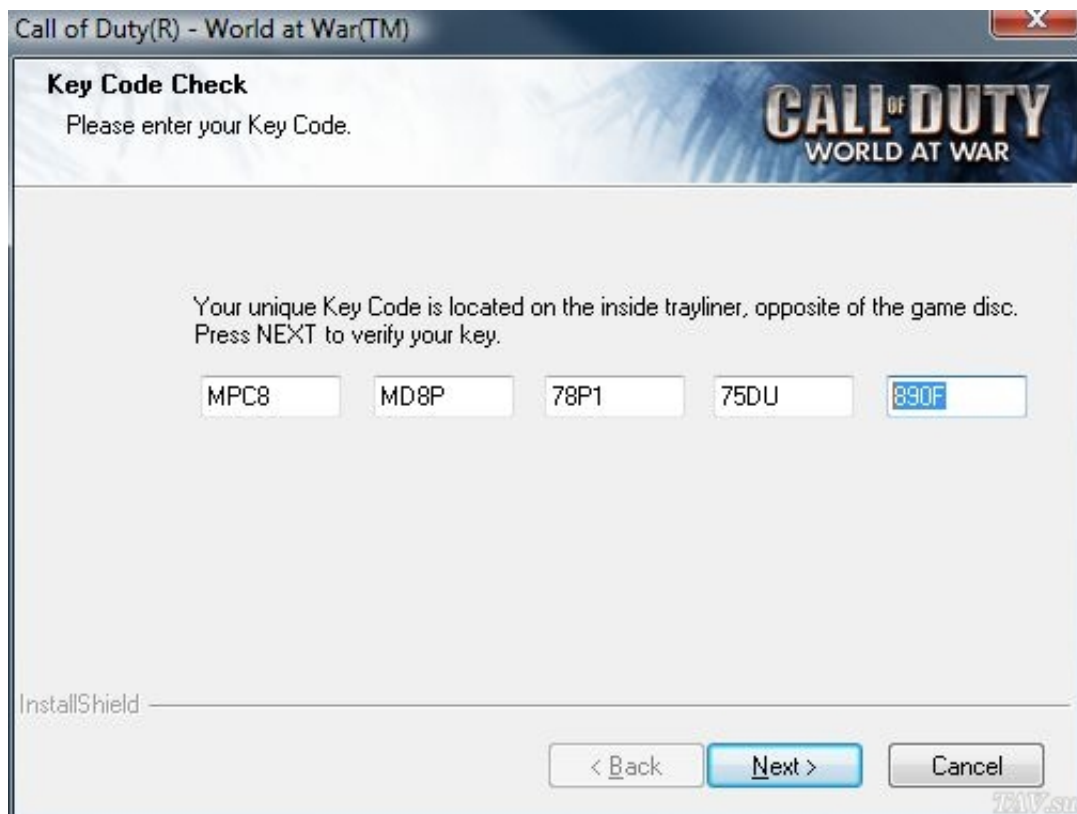 Call of Duty(R) - World at War(TM)
Key Code Check
Please enter your Key Code.
CALL OF DUTY
WORLD AT WAR
Your unique Key Code is located on the inside trayliner, opposite of the game disc.
Press NEXT to verify your key.
MPC8 MD8P 78P1 75DU 890F
InstallShield
< Back Next > Cancel
TAV.su